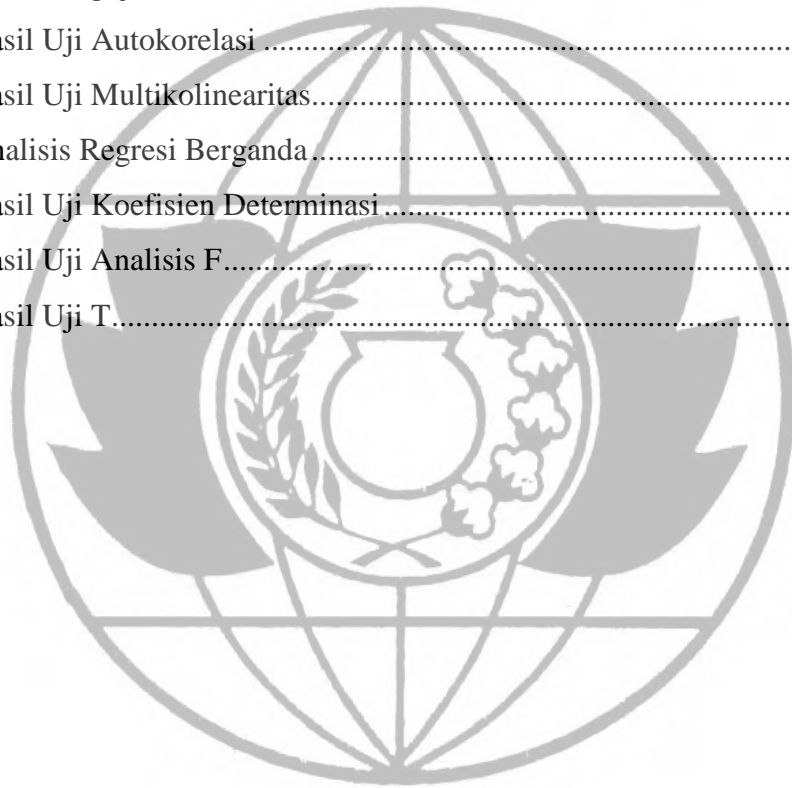 asil Uji Autokorelasi ........................................................................................
asil Uji Multikolinearitas.................................................................................
nalisis Regresi Berganda..................................................................................
asil Uji Koefisien Determinasi ........................................................................
asil Uji Analisis F..............................................................................................
asil Uji T............................................................................................................